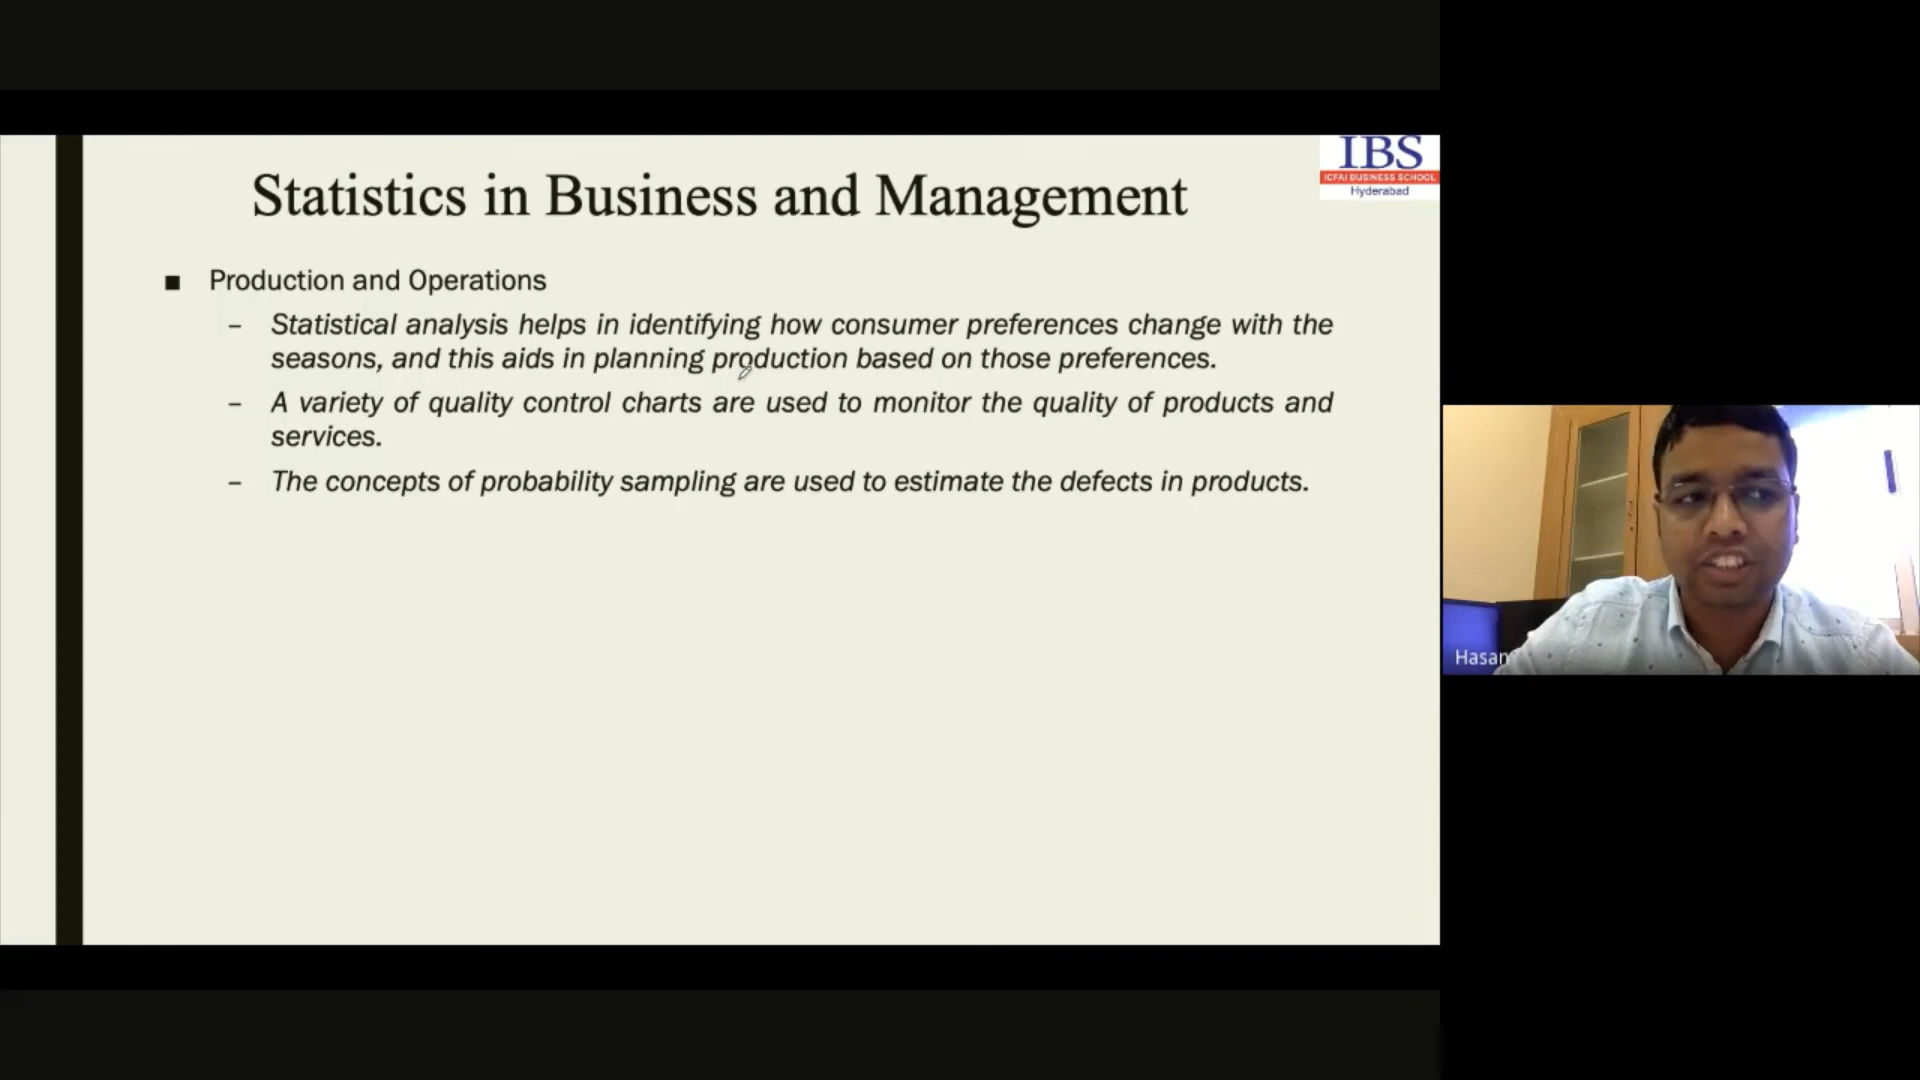 IBS
ICFAI BUSINESS SCHOOL
Hyderabad
Statistics in Business and Management
■ Production and Operations
– Statistical analysis helps in identifying how consumer preferences change with the
seasons, and this aids in planning production based on those preferences.
– A variety of quality control charts are used to monitor the quality of products and
services.
– The concepts of probability sampling are used to estimate the defects in products.
Hasan